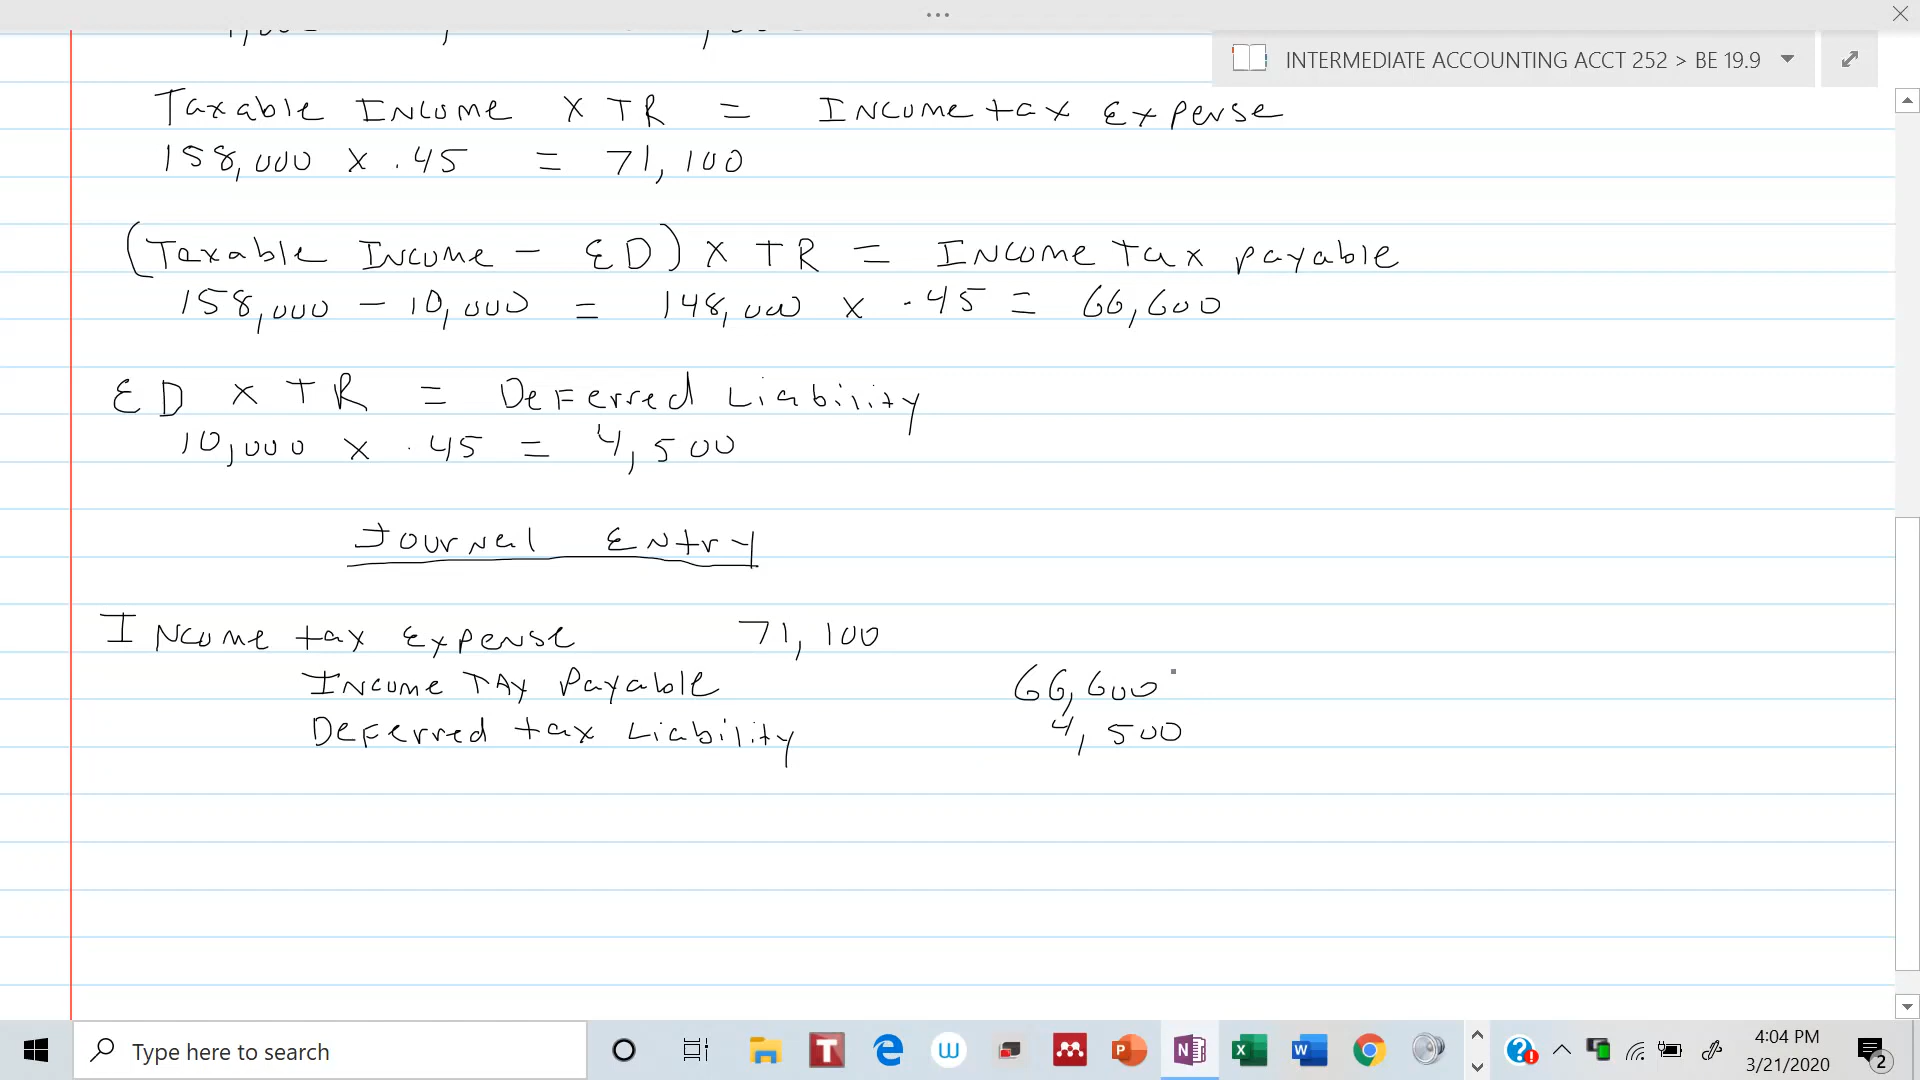 INTERMEDIATE ACCOUNTING ACCT 252 > BE 19.9
Taxable Income X TR = Income tax Expense
158,000 x .45 = 71,100
(Taxable Income - ED) X TR = Income Tax payable
158,000 - 10,000 = 148,000 x .45 = 66,600
ED X TR = Deferred Liability
10,000 x .45 = 4,500
Journal Entry
Income tax Expense 71,100
Income TAx Payable 66,600
Deferred tax Liability 4,500
Type here to search
4:04 PM
3/21/2020
2